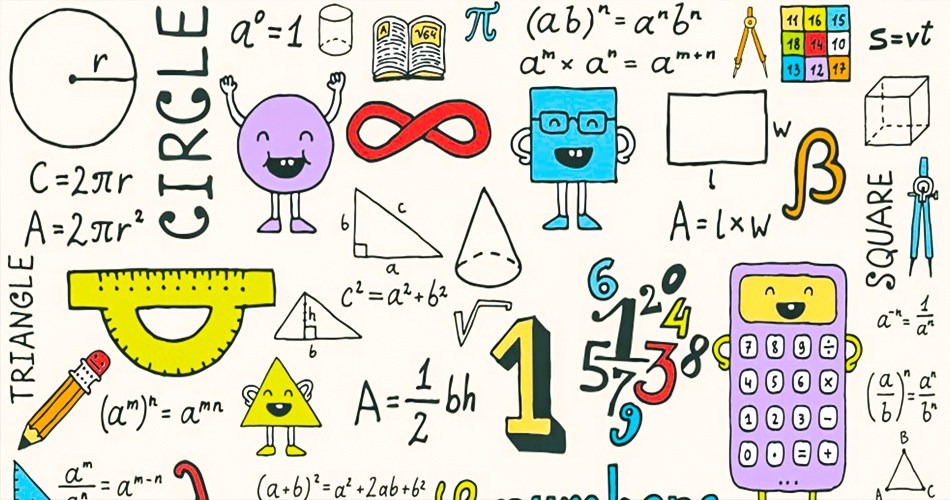 r
C=2πr
A=2πr²
CIRCLE
a⁰=1
A
√64
π
(ab)ⁿ = aⁿbⁿ
aᵐ × aⁿ = aᵐ⁺ⁿ
11 16 15
18 14 10
13 12 17
s=vt
w
l
A=l×w
β
SQUARE
b
c
a
c²=a²+b²
TRIANGLE
h
b
√
(aᵐ)ⁿ = aᵐⁿ
A=1/2 bh
1
6 1 2 0
4
5 7 3 8
9
7 8 9 ÷
4 5 6 ×
1 2 3 −
0 . = +
a⁻ⁿ = 1/aⁿ
(a/b)ⁿ = aⁿ/bⁿ
B
A C
aᵐ/aⁿ = aᵐ⁻ⁿ
(a+b)²=a²+2ab+b²
numbers